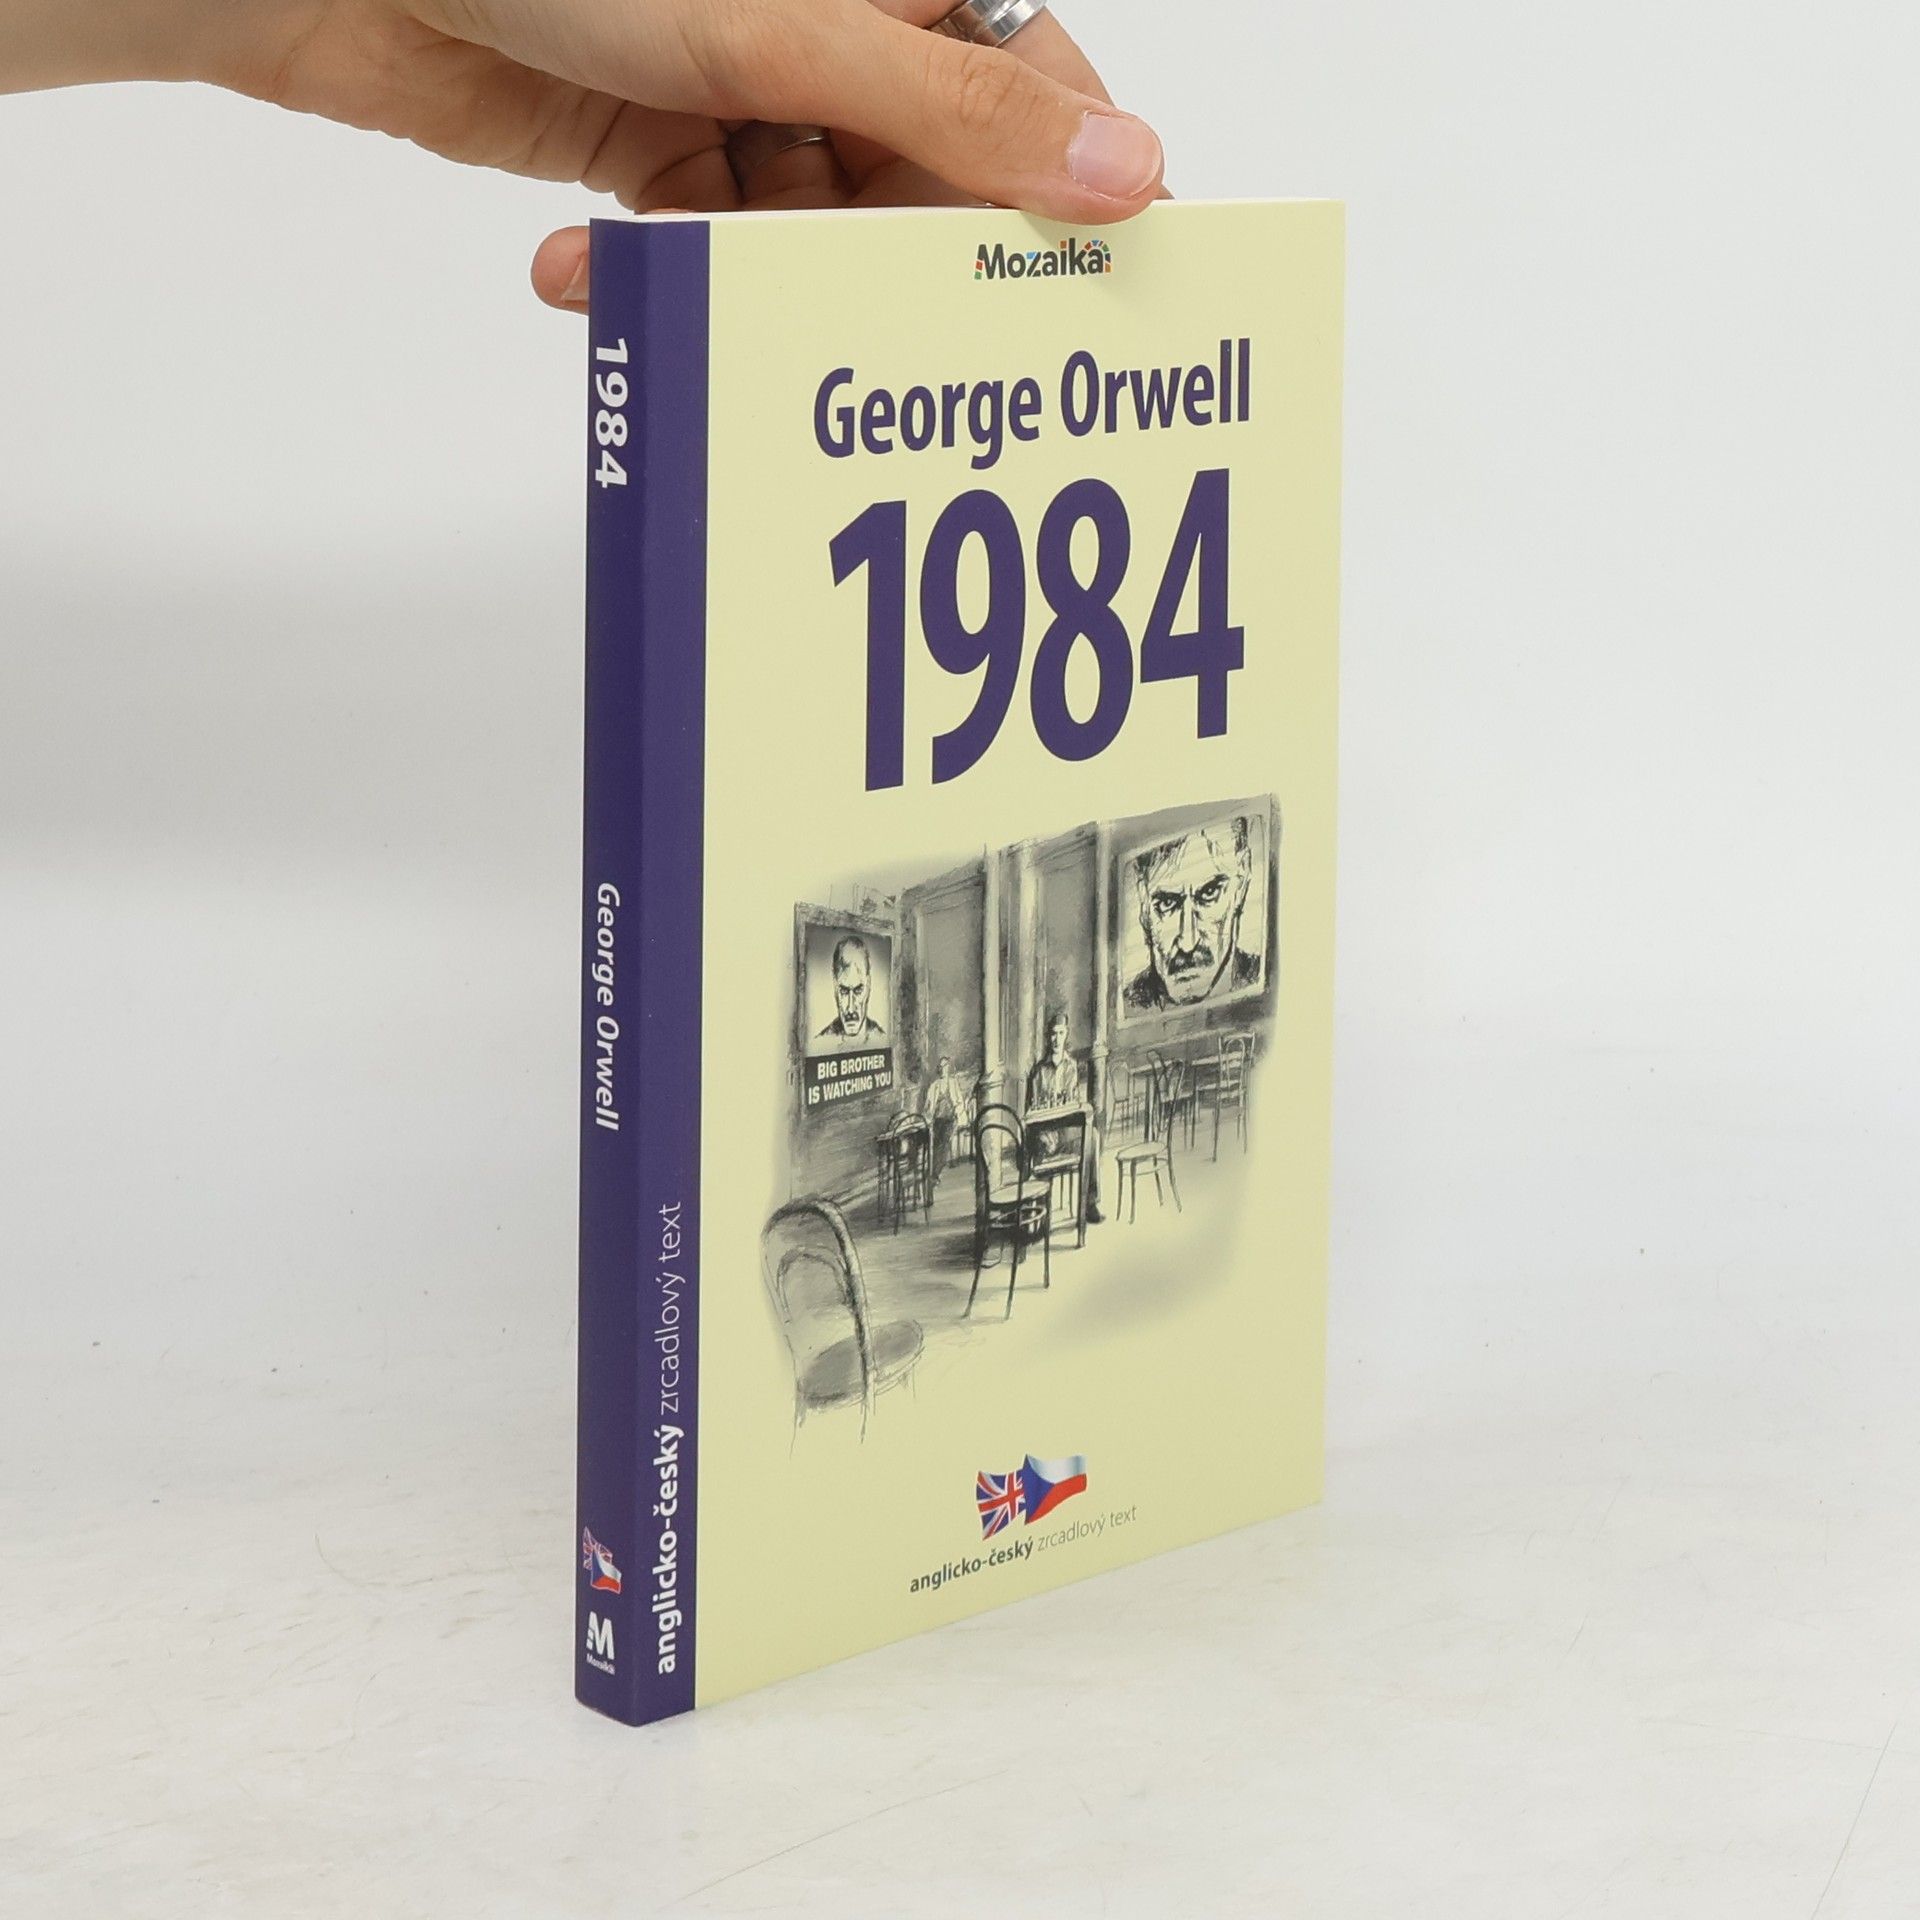 Mozaika
George Orwell
1984
BIG BROTHER
IS WATCHING YOU
anglicko-český zrcadlový text
1984
George Orwell
anglicko-český zrcadlový text
M
Mozaika